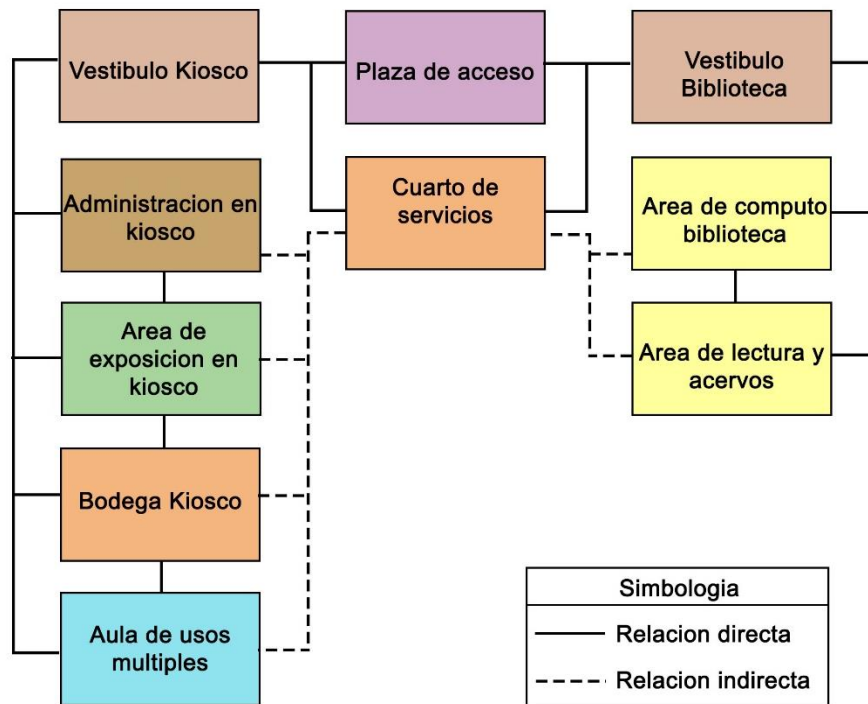 Vestibulo Kiosco
Plaza de acceso
Vestibulo
Biblioteca
Administracion en
kiosco
Cuarto de
servicios
Area de computo
biblioteca
Area de
exposicion en
kiosco
Area de lectura y
acervos
Bodega Kiosco
Aula de usos
multiples
Simbologia
Relacion directa
Relacion indirecta